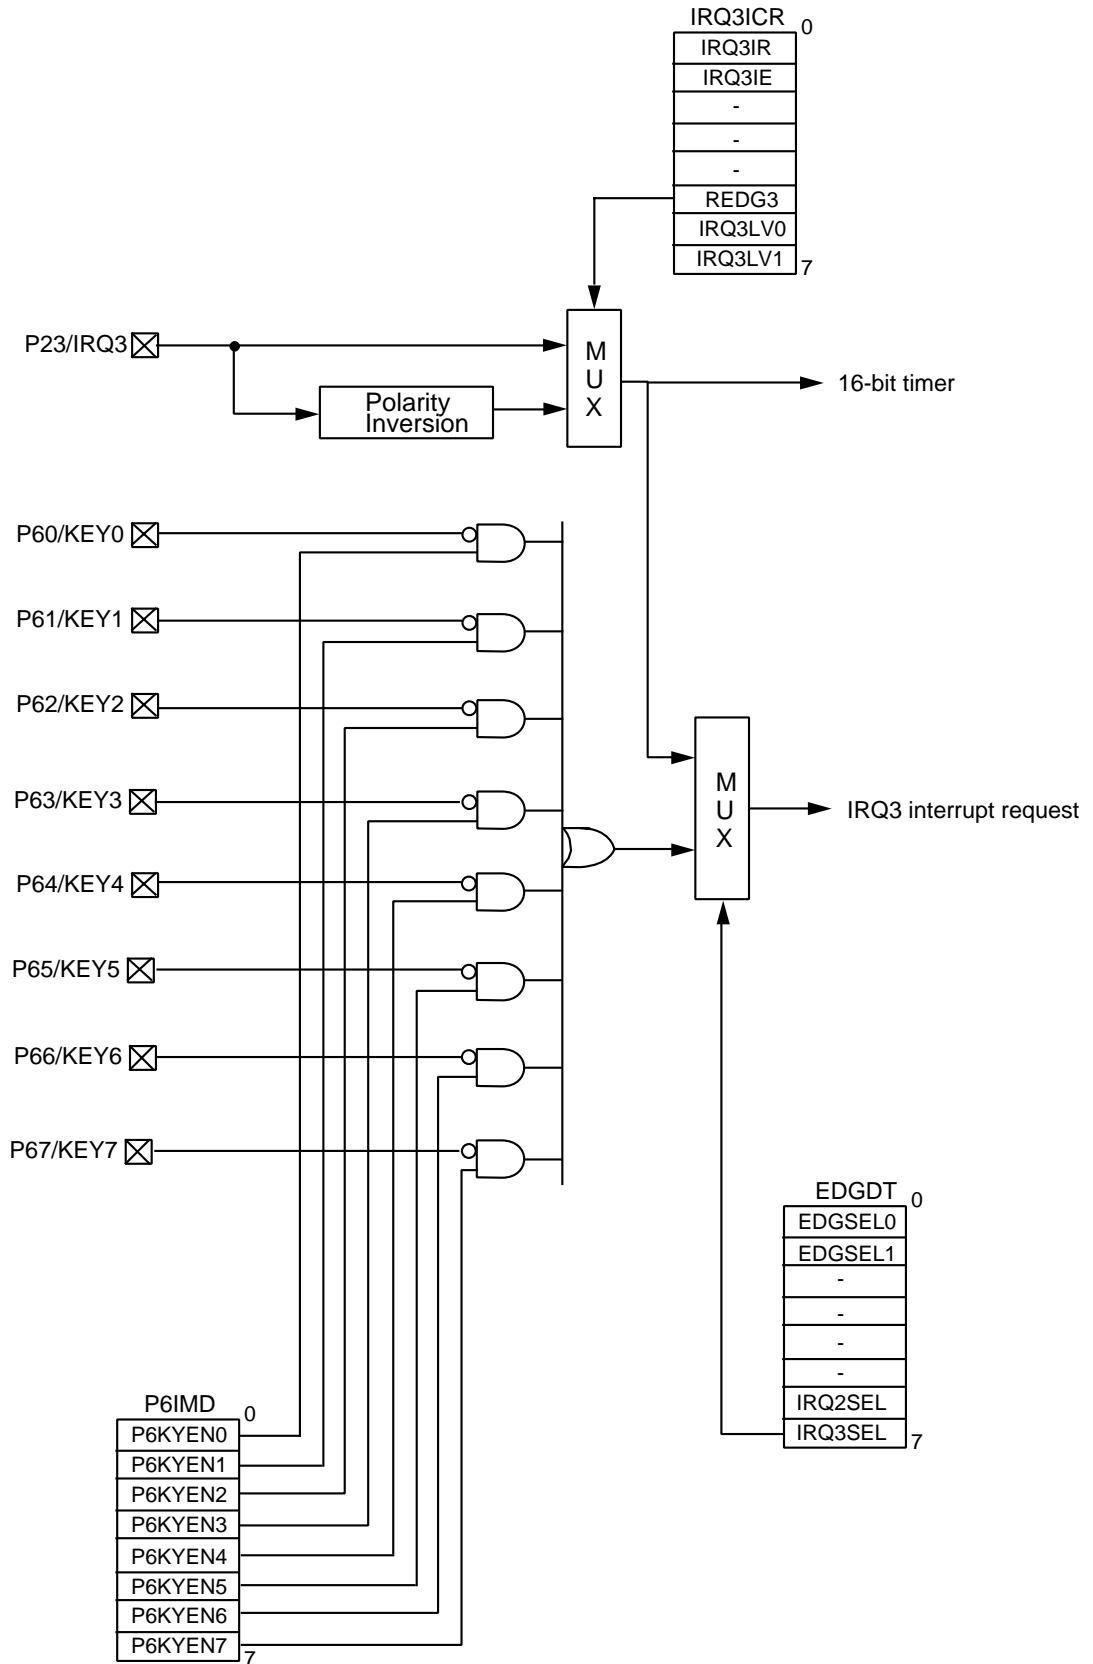 IRQ3ICR
0
IRQ3IR
IRQ3IE
-
-
-
REDG3
IRQ3LV0
IRQ3LV1
7
P23/IRQ3
M
U
X
16-bit timer
Polarity
Inversion
P60/KEY0
P61/KEY1
P62/KEY2
P63/KEY3
P64/KEY4
P65/KEY5
P66/KEY6
P67/KEY7
M
U
X
IRQ3 interrupt request
EDGDT
0
EDGSEL0
EDGSEL1
-
-
-
-
IRQ2SEL
IRQ3SEL
7
P6IMD
0
P6KYEN0
P6KYEN1
P6KYEN2
P6KYEN3
P6KYEN4
P6KYEN5
P6KYEN6
P6KYEN7
7